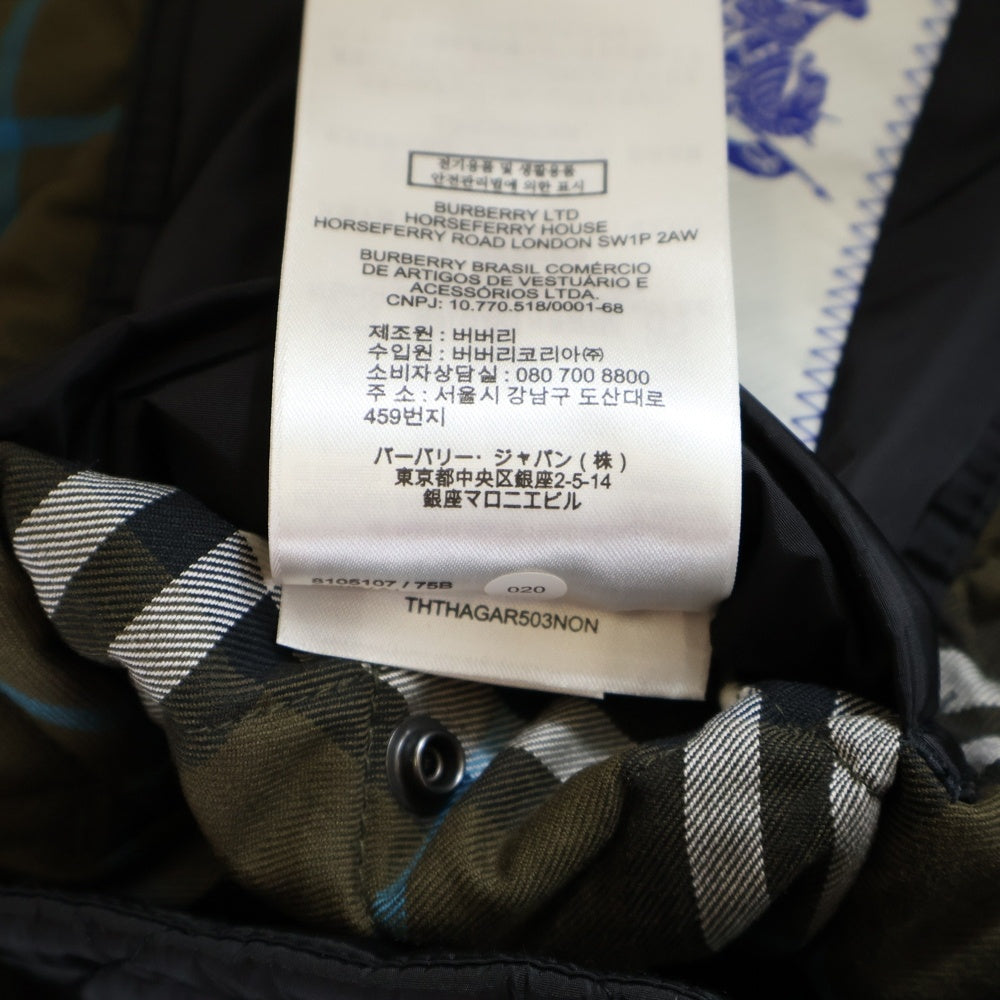 전기용품 및 생활용품
안전관리법에 의한 표시
BURBERRY LTD
HORSEFERRY HOUSE
HORSEFERRY ROAD LONDON SW1P 2AW
BURBERRY BRASIL COMÉRCIO
DE ARTIGOS DE VESTUÁRIO E
ACESSÓRIOS LTDA.
CNPJ: 10.770.518/0001-68
제조원 : 버버리
수입원 : 버버리코리아㈜
소비자상담실 : 080 700 8800
주 소 : 서울시 강남구 도산대로
459번지
バーバリー・ジャパン (株)
東京都中央区銀座2-5-14
銀座マロニエビル
8105107 / 75B
020
THTHAGAR503NON